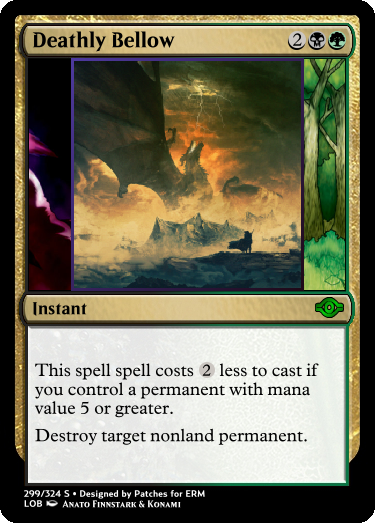 Deathly Bellow 2
Instant
This spell spell costs 2 less to cast if
you control a permanent with mana
value 5 or greater.
Destroy target nonland permanent.
299/324 S • Designed by Patches for ERM
LOB Anato Finnstark & Konami